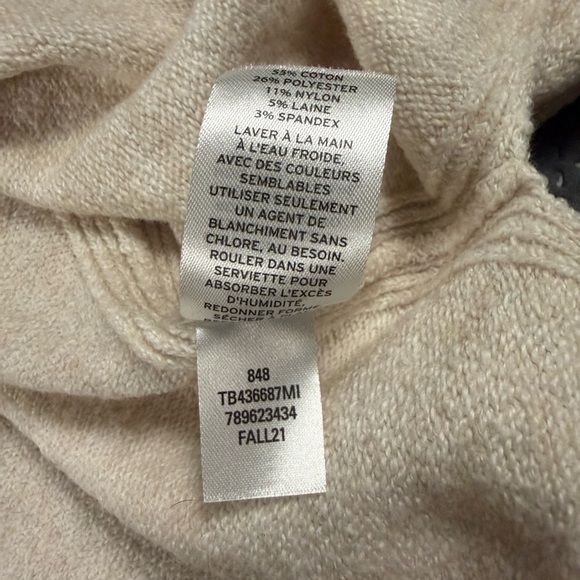 55% COTON
26% POLYESTER
11% NYLON
5% LAINE
3% SPANDEX
LAVER À LA MAIN
À L'EAU FROIDE,
AVEC DES COULEURS
SEMBLABLES
UTILISER SEULEMENT
UN AGENT DE
BLANCHIMENT SANS
CHLORE, AU BESOIN.
ROULER DANS UNE
SERVIETTE POUR
ABSORBER L'EXCÈS
D'HUMIDITÉ,
REDONNER FORME
SÉCHER À
848
TB436687MI
789623434
FALL21